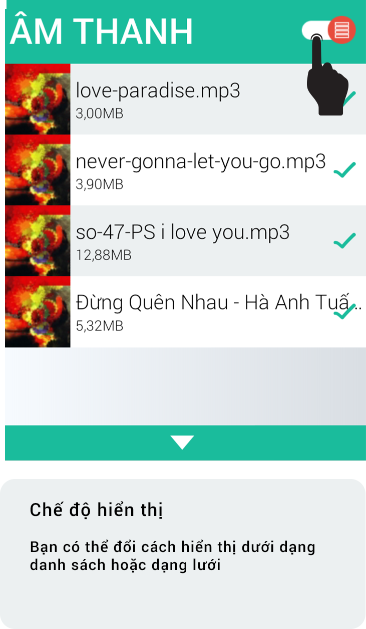 ÂM THANH
love-paradise.mp3
3,00MB
never-gonna-let-you-go.mp3
3,90MB
so-47-PS i love you.mp3
12,88MB
Đừng Quên Nhau - Hà Anh Tuấ..
5,32MB
Chế độ hiển thị
Bạn có thể đổi cách hiển thị dưới dạng
danh sách hoặc dạng lưới